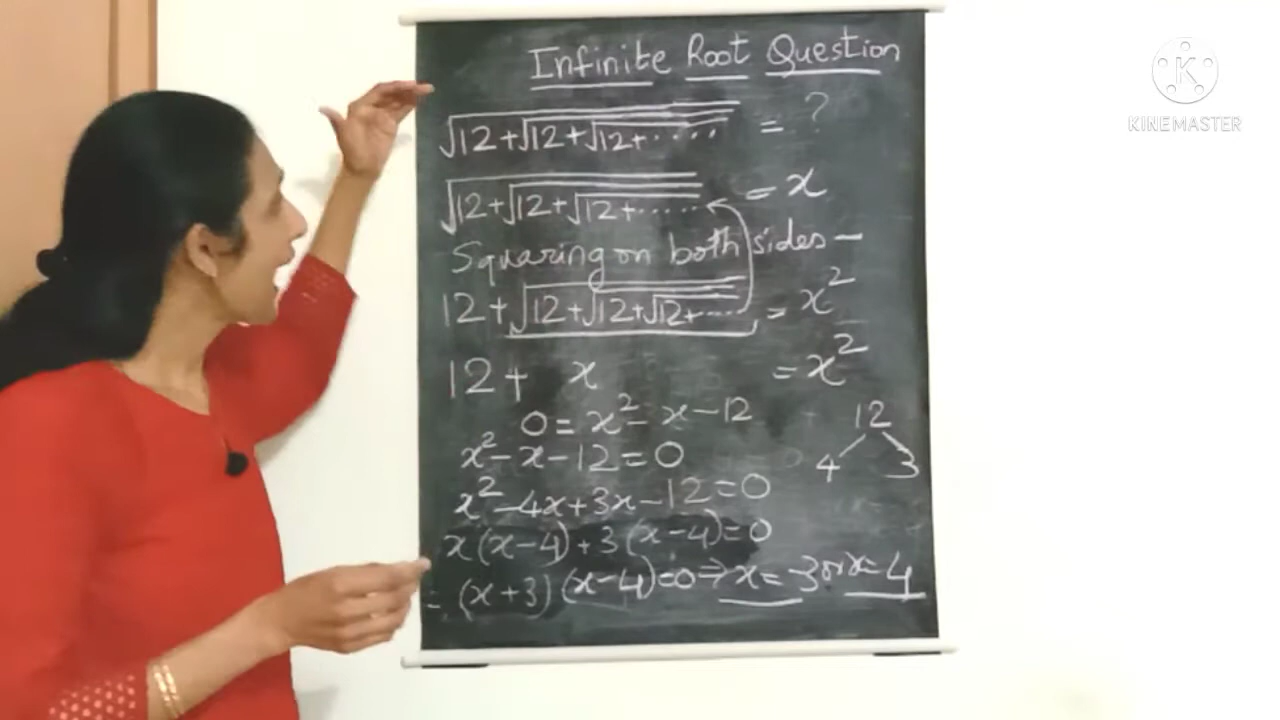 Infinite Root Question
√12+√12+√12+..... = ?
√12+√12+√12+...... = x
Squaring on both sides –
12+√12+√12+√12+..... = x²
12+ x = x²
0 = x² - x - 12
12
x² - x - 12 = 0
4 3
x² - 4x + 3x - 12 = 0
x(x-4) + 3(x-4) = 0
= (x+3)(x-4)=0 ⇒ x = -3 or x = 4
KINEMASTER